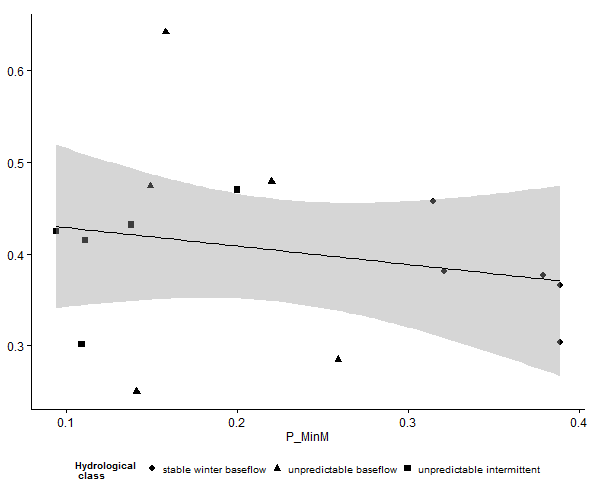 0.6
0.5
0.4
0.3
0.1 0.2 0.3 0.4
P_MinM
Hydrological
class
stable winter baseflow unpredictable baseflow unpredictable intermittent